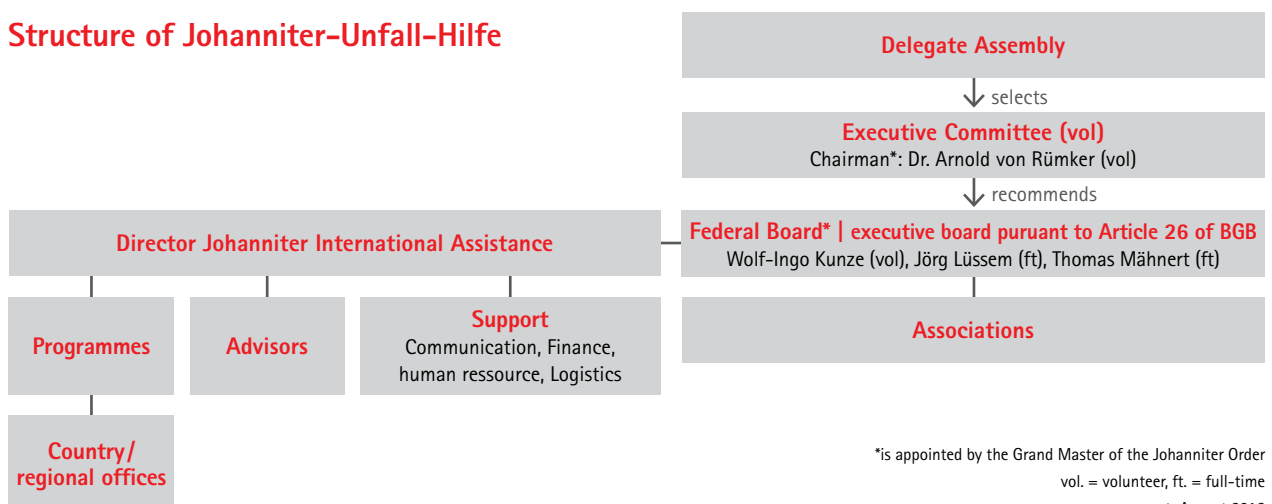 Structure of Johanniter-Unfall-Hilfe
Delegate Assembly
selects
Executive Committee (vol)
Chairman*: Dr. Arnold von Rümker (vol)
recommends
Federal Board* | executive board puruant to Article 26 of BGB
Wolf-Ingo Kunze (vol), Jörg Lüssem (ft), Thomas Mähnert (ft)
Director Johanniter International Assistance
Associations
Programmes
Advisors
Support
Communication, Finance,
human ressource, Logistics
Country/
regional offices
*is appointed by the Grand Master of the Johanniter Order
vol. = volunteer, ft. = full-time